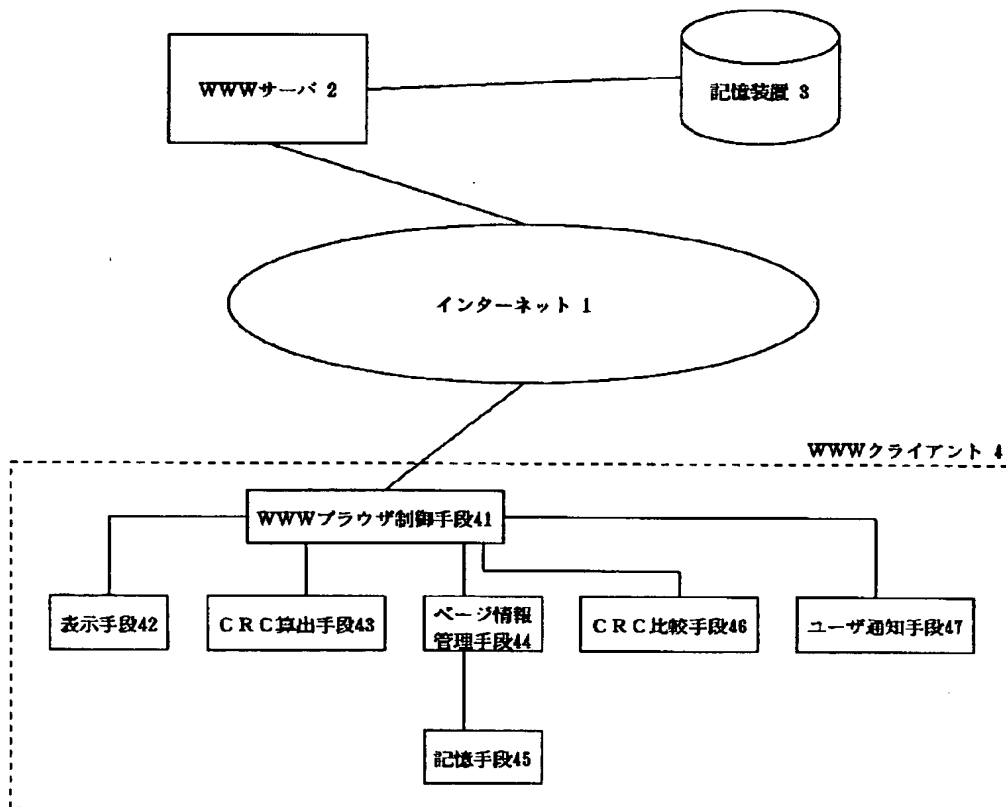 WWWサーバ 2
記憶装置 3
インターネット 1
WWWクライアント 4
WWWブラウザ制御手段41
表示手段42
CRC算出手段43
ページ情報
管理手段44
CRC比較手段46
ユーザ通知手段47
記憶手段45